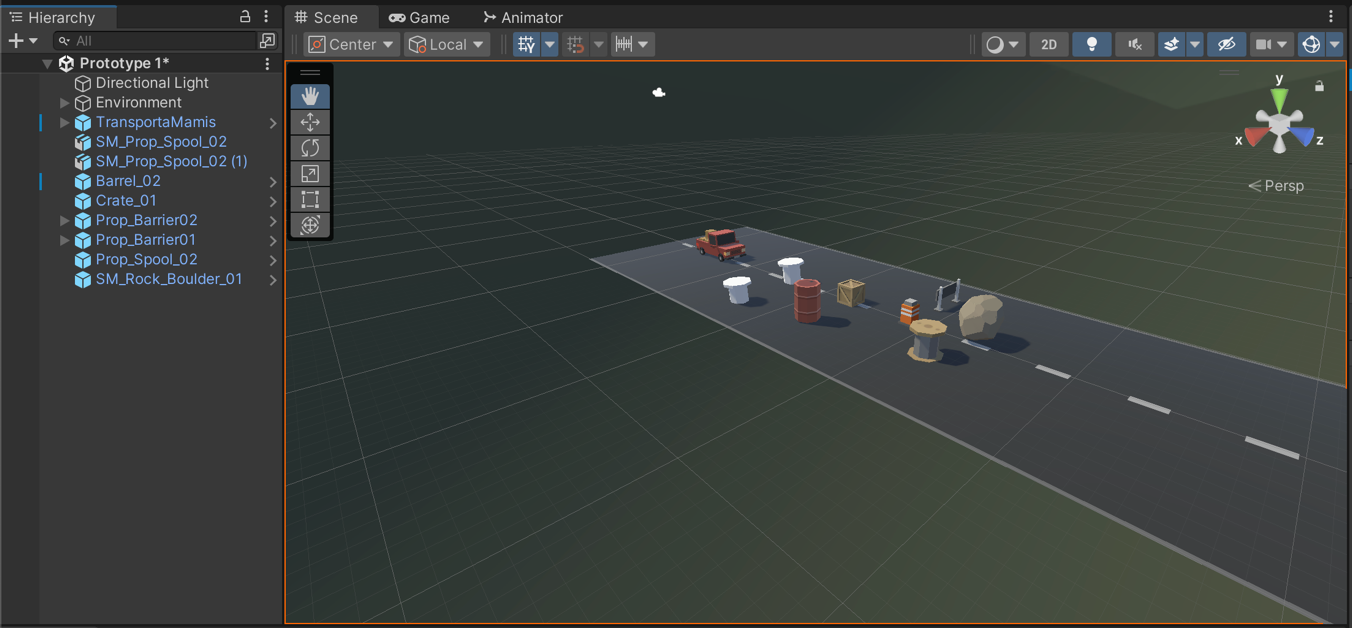 Hierarchy
All
Prototype 1*
Directional Light
Environment
TransportaMamis
SM_Prop_Spool_02
SM_Prop_Spool_02 (1)
Barrel_02
Crate_01
Prop_Barrier02
Prop_Barrier01
Prop_Spool_02
SM_Rock_Boulder_01
Scene Game Animator
Center Local Y 2D
y
x z
Persp